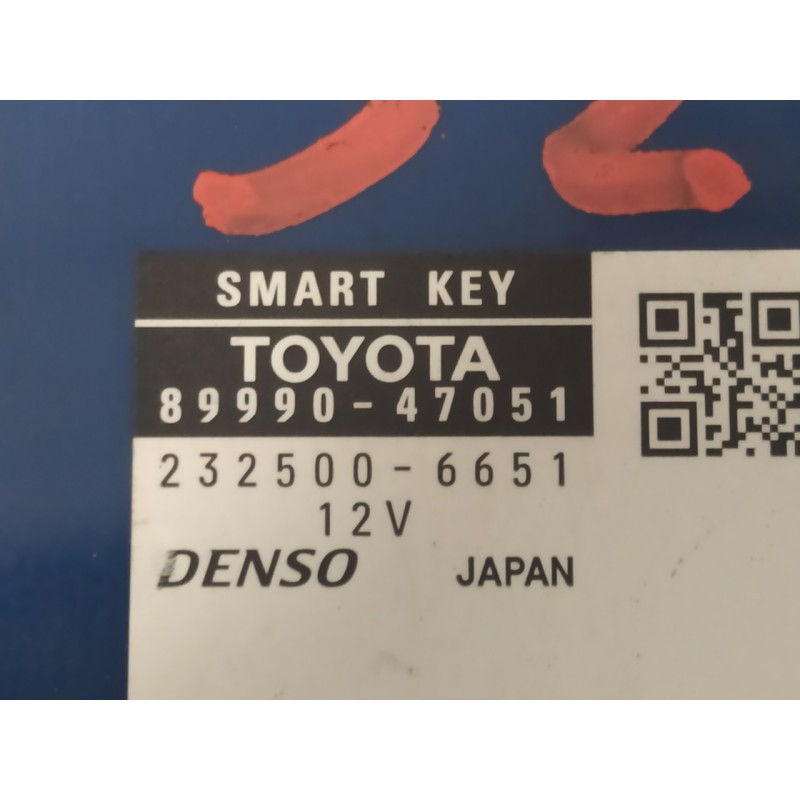 SMART KEY
TOYOTA
89990-47051
232500-6651
12V
DENSO JAPAN